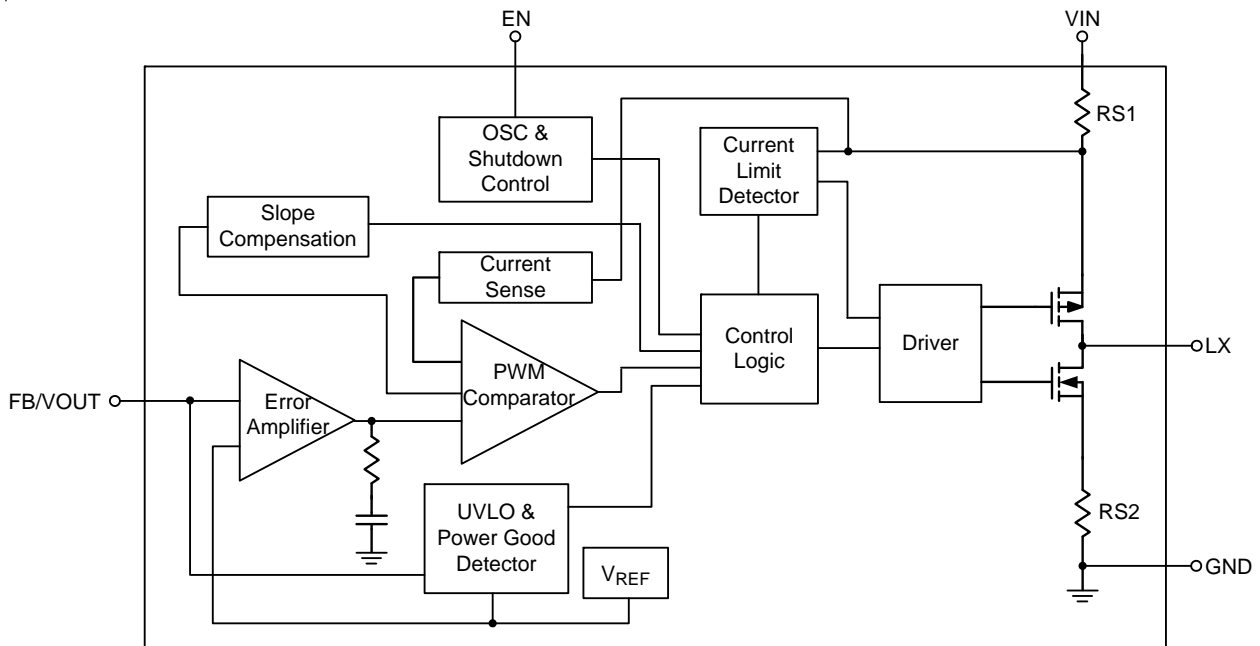 EN
VIN
RS1
OSC &
Shutdown
Control
Current
Limit
Detector
Slope
Compensation
Current
Sense
Control
Logic
Driver
LX
PWM
Comparator
FB/VOUT
Error
Amplifier
UVLO &
Power Good
Detector
VREF
RS2
GND